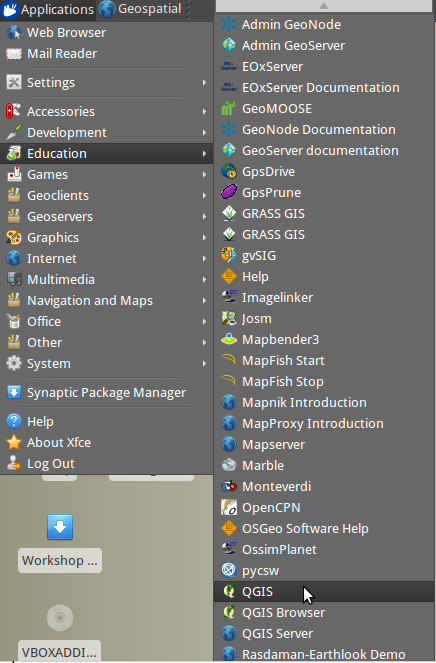 Applications
Geospatial
Web Browser
Mail Reader
Settings
Accessories
Development
Education
Games
Geoclients
Geoservers
Graphics
Internet
Multimedia
Navigation and Maps
Office
Other
System
Synaptic Package Manager
Help
About Xfce
Log Out
Admin GeoNode
Admin GeoServer
EOxServer
EOxServer Documentation
GeoMOOSE
GeoNode Documentation
GeoServer documentation
GpsDrive
GpsPrune
GRASS GIS
GRASS GIS
gvSIG
Help
Imagelinker
Josm
Mapbender3
MapFish Start
MapFish Stop
Mapnik Introduction
MapProxy Introduction
Mapserver
Marble
Monteverdi
OpenCPN
OSGeo Software Help
OssimPlanet
pycsw
QGIS
QGIS Browser
QGIS Server
Rasdaman-Earthlook Demo
Workshop ...
VBOXADDI...